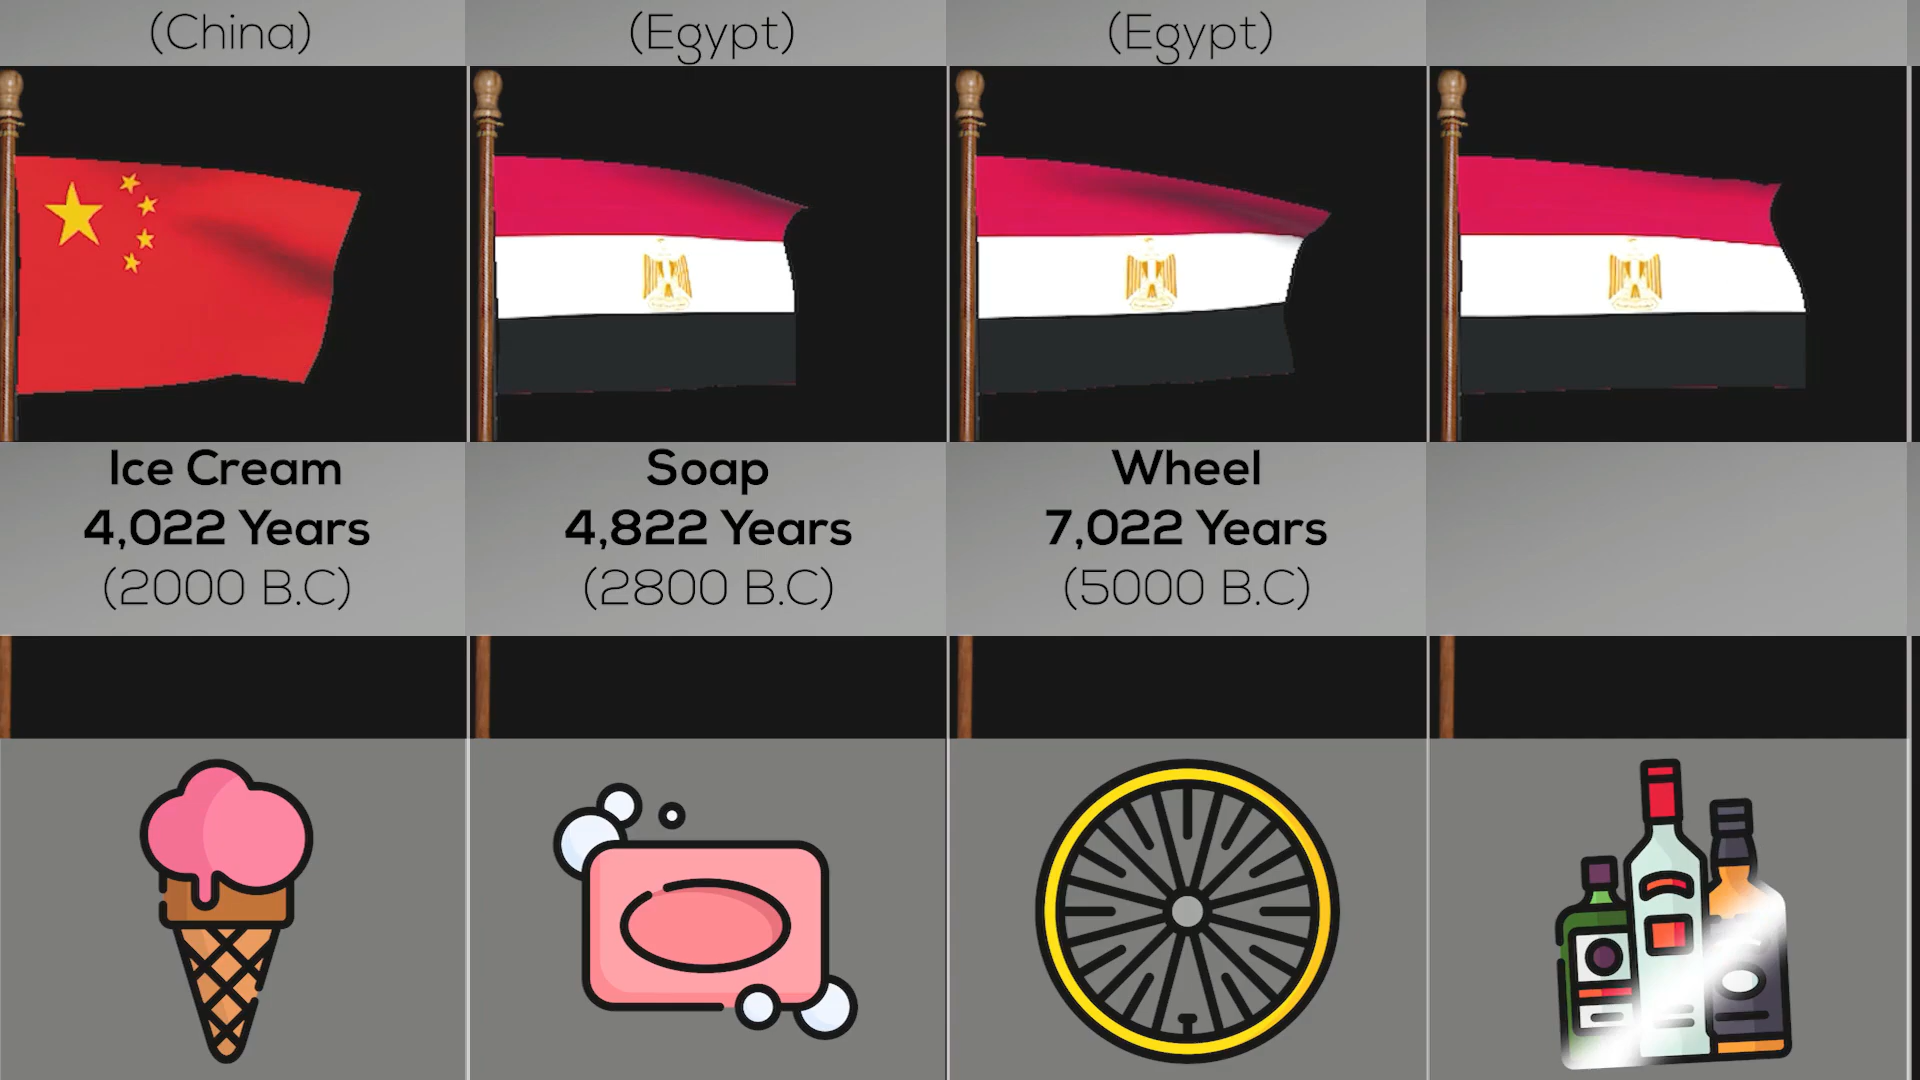 (China)
(Egypt)
(Egypt)
Ice Cream
4,022 Years
(2000 B.C)
Soap
4,822 Years
(2800 B.C)
Wheel
7,022 Years
(5000 B.C)